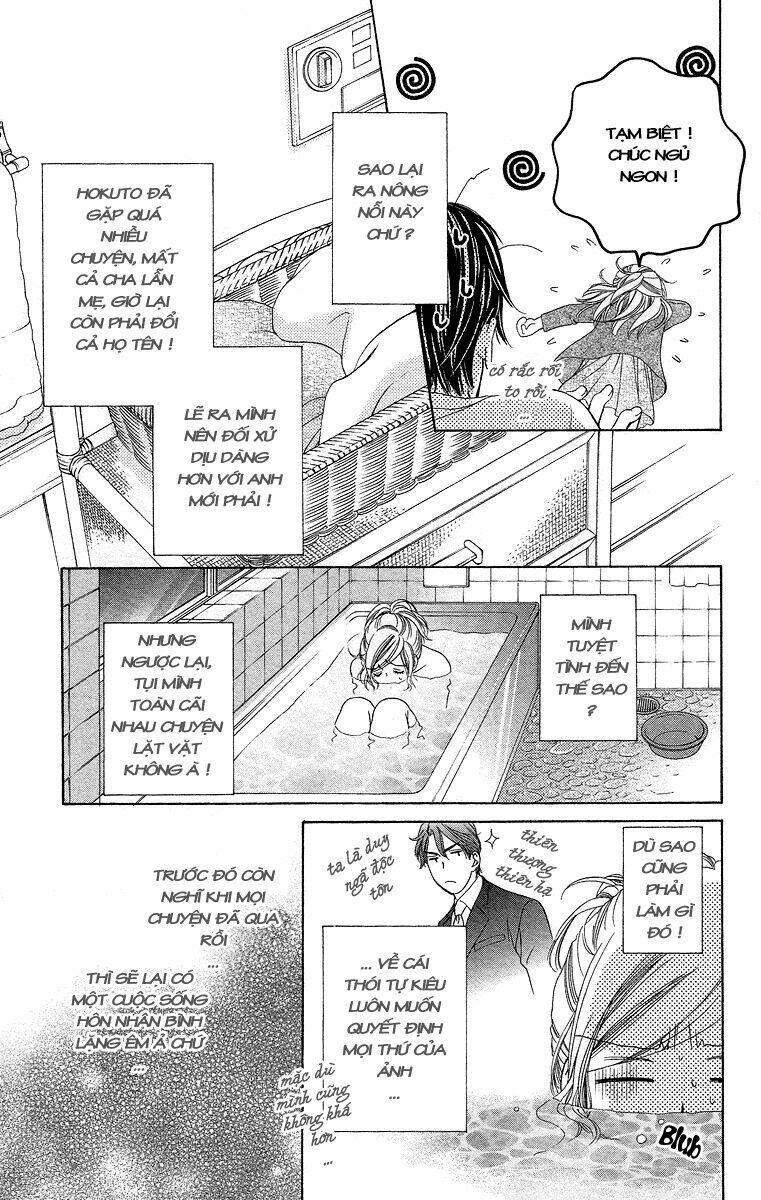 TẠM BIỆT !
CHÚC NGỦ
NGON !
có rắc rối
to rồi
...
SAO LẠI
RA NÔNG
NỖI NÀY
CHỨ ?
HOKUTO ĐÃ
GẶP QUÁ
NHIỀU
CHUYỆN, MẤT
CẢ CHA LẪN
MẸ, GIỜ LẠI
CÒN PHẢI ĐỔI
CẢ HỌ TÊN !
LẼ RA MÌNH
NÊN ĐỐI XỬ
DỊU DÀNG
HƠN VỚI ANH
MỚI PHẢI !
MÌNH
TUYỆT
TÌNH ĐẾN
THẾ SAO
?
NHƯNG
NGƯỢC LẠI,
TỤI MÌNH
TOÀN CÃI
NHAU CHUYỆN
LẶT VẶT
KHÔNG À !
DÙ SAO
CŨNG
PHẢI
LÀM GÌ
ĐÓ !
thiên
thượng
thiên hạ
ta là duy
ngã độc
tôn
... VỀ CÁI
THÓI TỰ KIÊU
LUÔN MUỐN
QUYẾT ĐỊNH
MỌI THỨ CỦA
ẢNH
...
mặc dù
mình cũng
không khá
hơn
...
Blub
TRƯỚC ĐÓ CÒN
NGHĨ KHI MỌI
CHUYỆN ĐÃ QUA
RỒI
...
THÌ SẼ LẠI CÓ
MỘT CUỘC SỐNG
HÔN NHÂN BÌNH
LẶNG ÊM Ả CHỨ
...